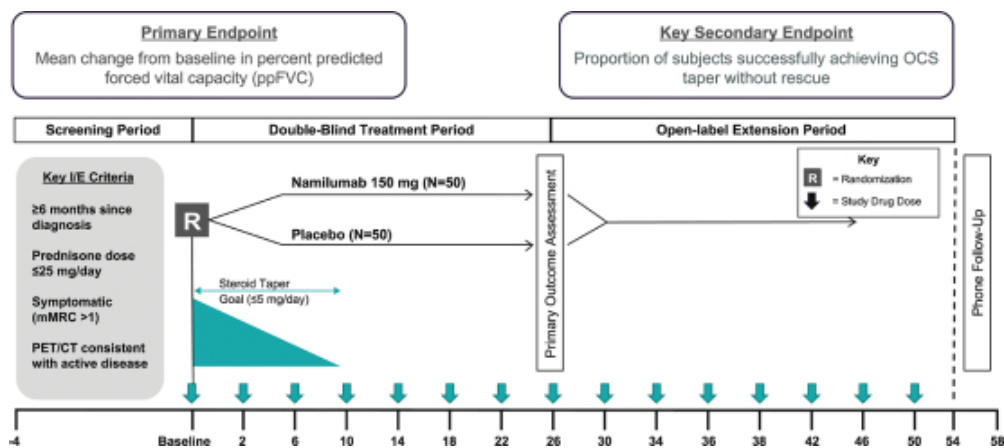 Primary Endpoint
Mean change from baseline in percent predicted
forced vital capacity (ppFVC)
Key Secondary Endpoint
Proportion of subjects successfully achieving OCS
taper without rescue
Screening Period
Double-Blind Treatment Period
Open-label Extension Period
Key I/E Criteria
≥6 months since
diagnosis
Prednisone dose
≤25 mg/day
Symptomatic
(mMRC >1)
PET/CT consistent
with active disease
R
Namilumab 150 mg (N=50)
Placebo (N=50)
Steroid Taper
Goal (≤5 mg/day)
Primary Outcome Assessment
Key
R = Randomization
= Study Drug Dose
Phone Follow-Up
-4 Baseline 2 6 10 14 18 22 26 30 34 38 42 46 50 54 58